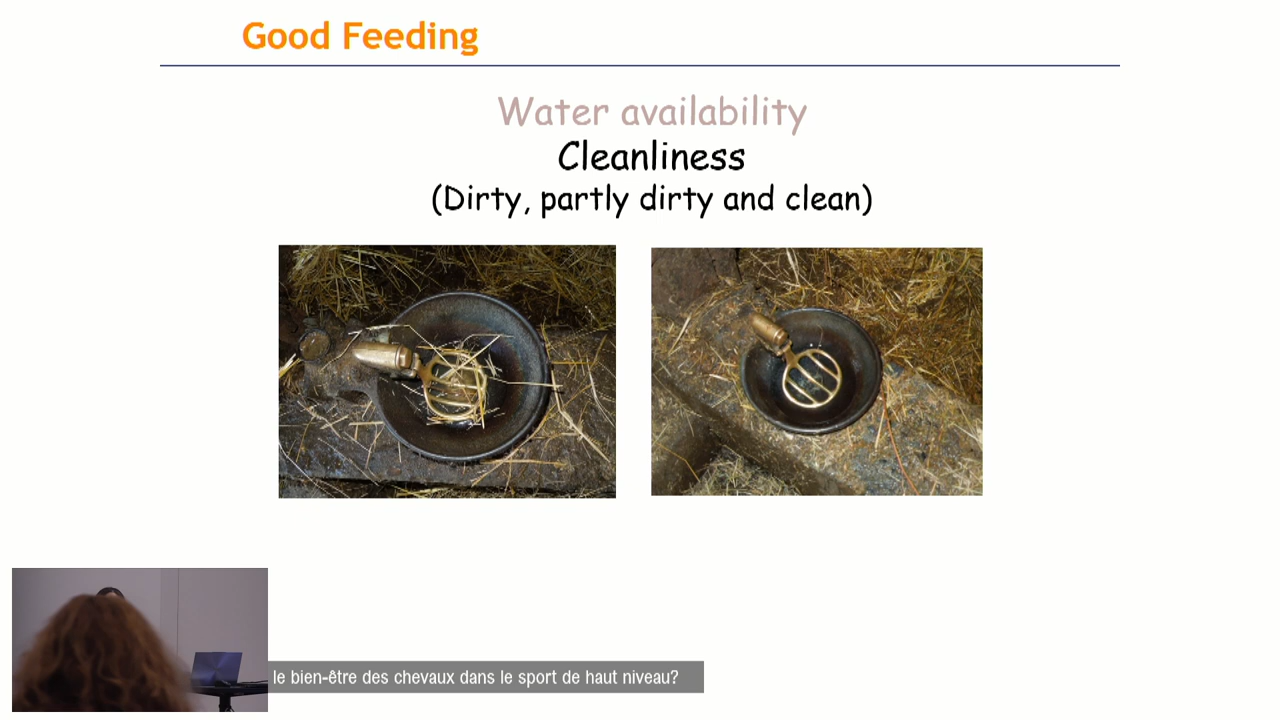 Good Feeding
Water availability
Cleanliness
(Dirty, partly dirty and clean)
le bien-être des chevaux dans le sport de haut niveau?